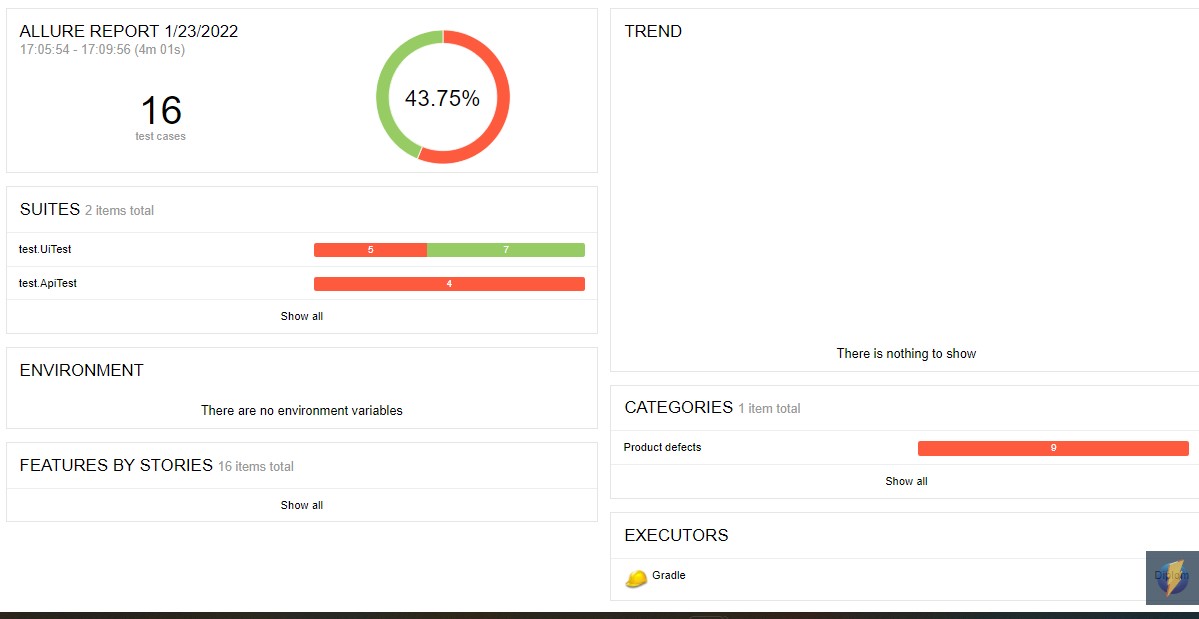 ALLURE REPORT 1/23/2022
17:05:54 - 17:09:56 (4m 01s)
16
test cases
43.75%
SUITES 2 items total
test.UiTest 5 7
test.ApiTest 4
Show all
ENVIRONMENT
There are no environment variables
FEATURES BY STORIES 16 items total
Show all
TREND
There is nothing to show
CATEGORIES 1 item total
Product defects 9
Show all
EXECUTORS
Gradle
Diplom